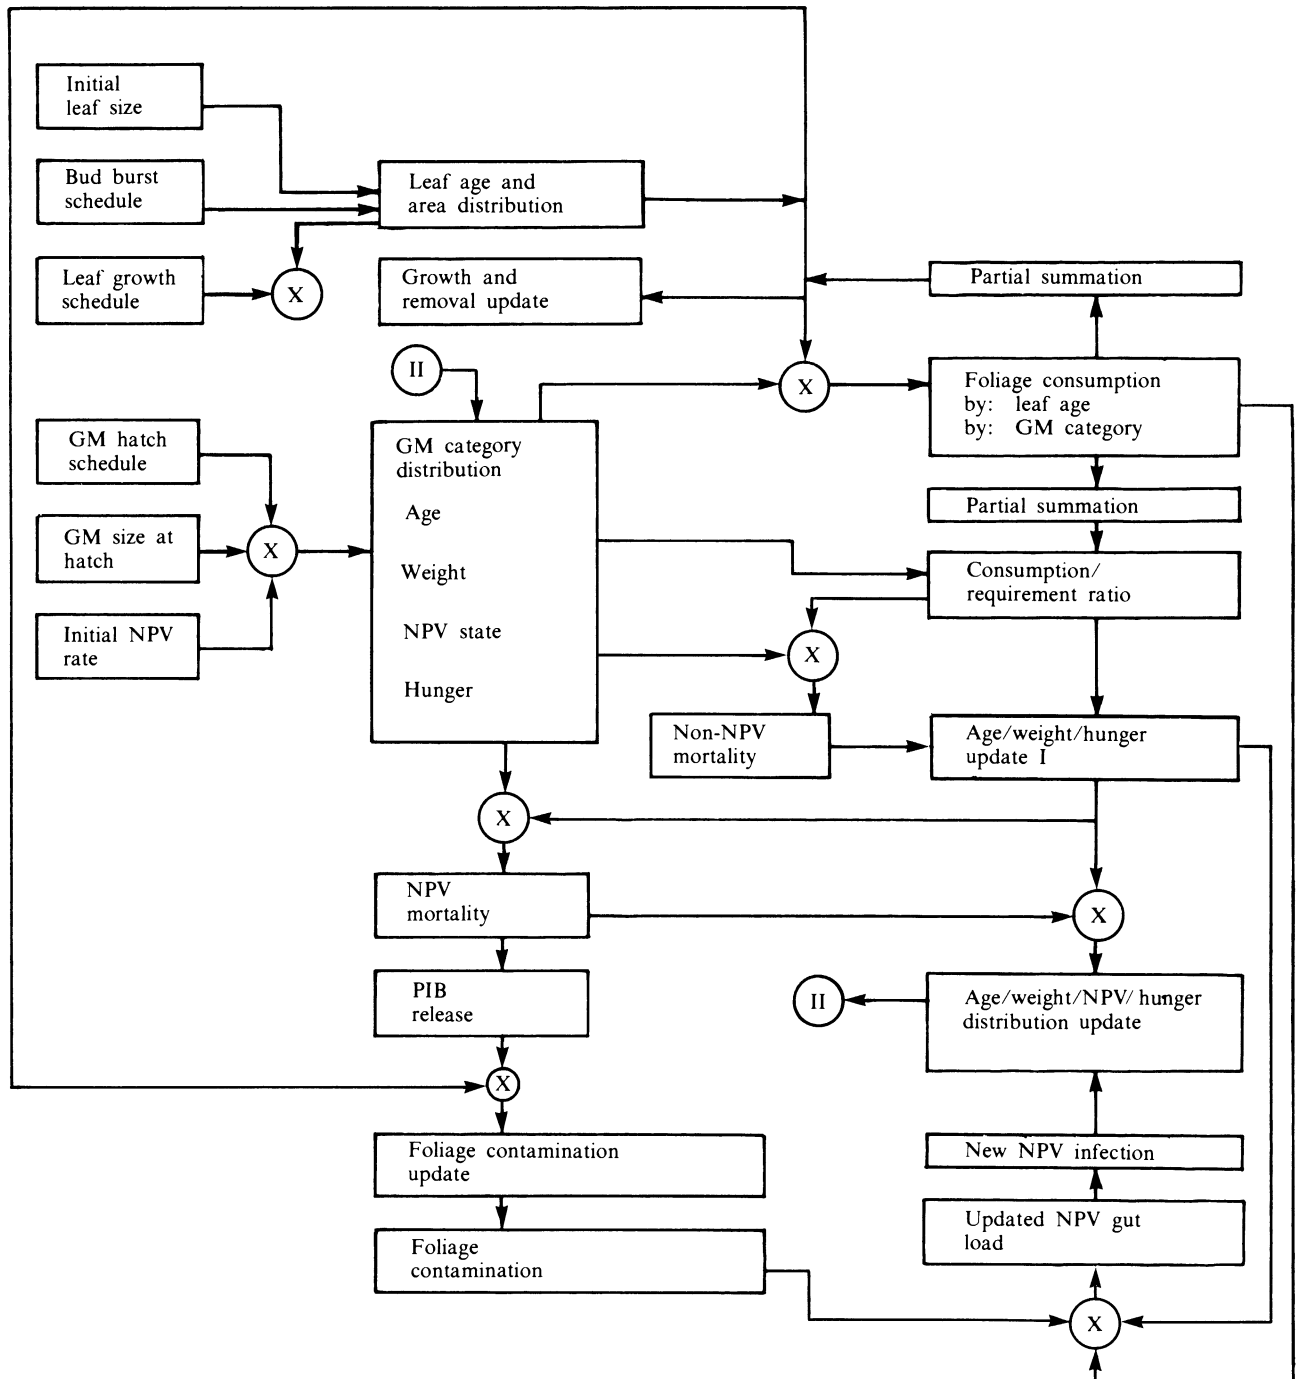 Initial
leaf size
Bud burst
schedule
Leaf age and
area distribution
Leaf growth
schedule
X
Growth and
removal update
Partial summation
II
X
Foliage consumption
by: leaf age
by: GM category
GM hatch
schedule
GM category
distribution
Age
Weight
NPV state
Hunger
Partial summation
GM size at
hatch
X
Consumption/
requirement ratio
Initial NPV
rate
X
Non-NPV
mortality
Age/weight/hunger
update I
X
NPV
mortality
X
PIB
release
II
Age/weight/NPV/hunger
distribution update
X
Foliage contamination
update
New NPV infection
Updated NPV gut
load
Foliage
contamination
X